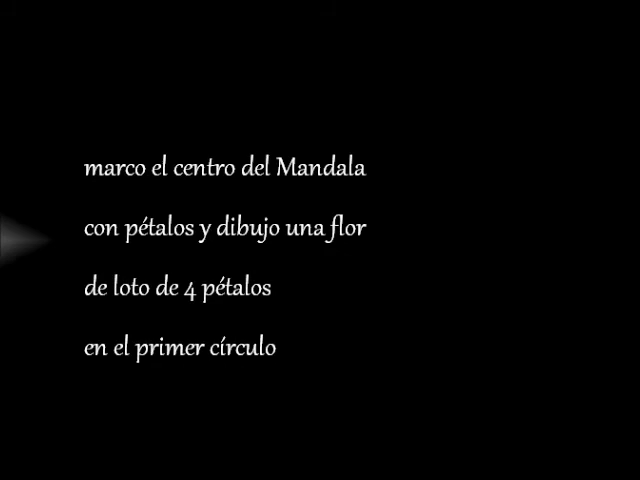 marco el centro del Mandala
con pétalos y dibujo una flor
de loto de 4 pétalos
en el primer círculo